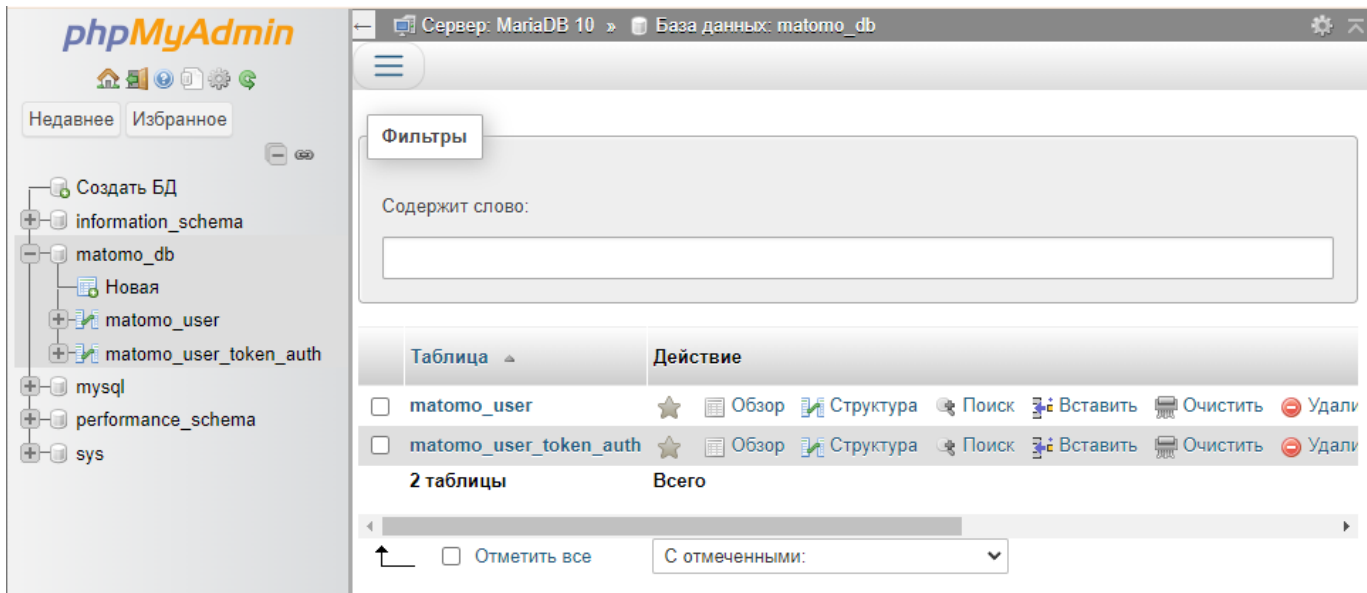 phpMyAdmin
Недавнее Избранное
Создать БД
information_schema
matomo_db
Новая
matomo_user
matomo_user_token_auth
mysql
performance_schema
sys
Сервер: MariaDB 10 » База данных: matomo_db
Фильтры
Содержит слово:
Таблица Действие
matomo_user Обзор Структура Поиск Вставить Очистить Удали
matomo_user_token_auth Обзор Структура Поиск Вставить Очистить Удали
2 таблицы Всего
Отметить все С отмеченными: